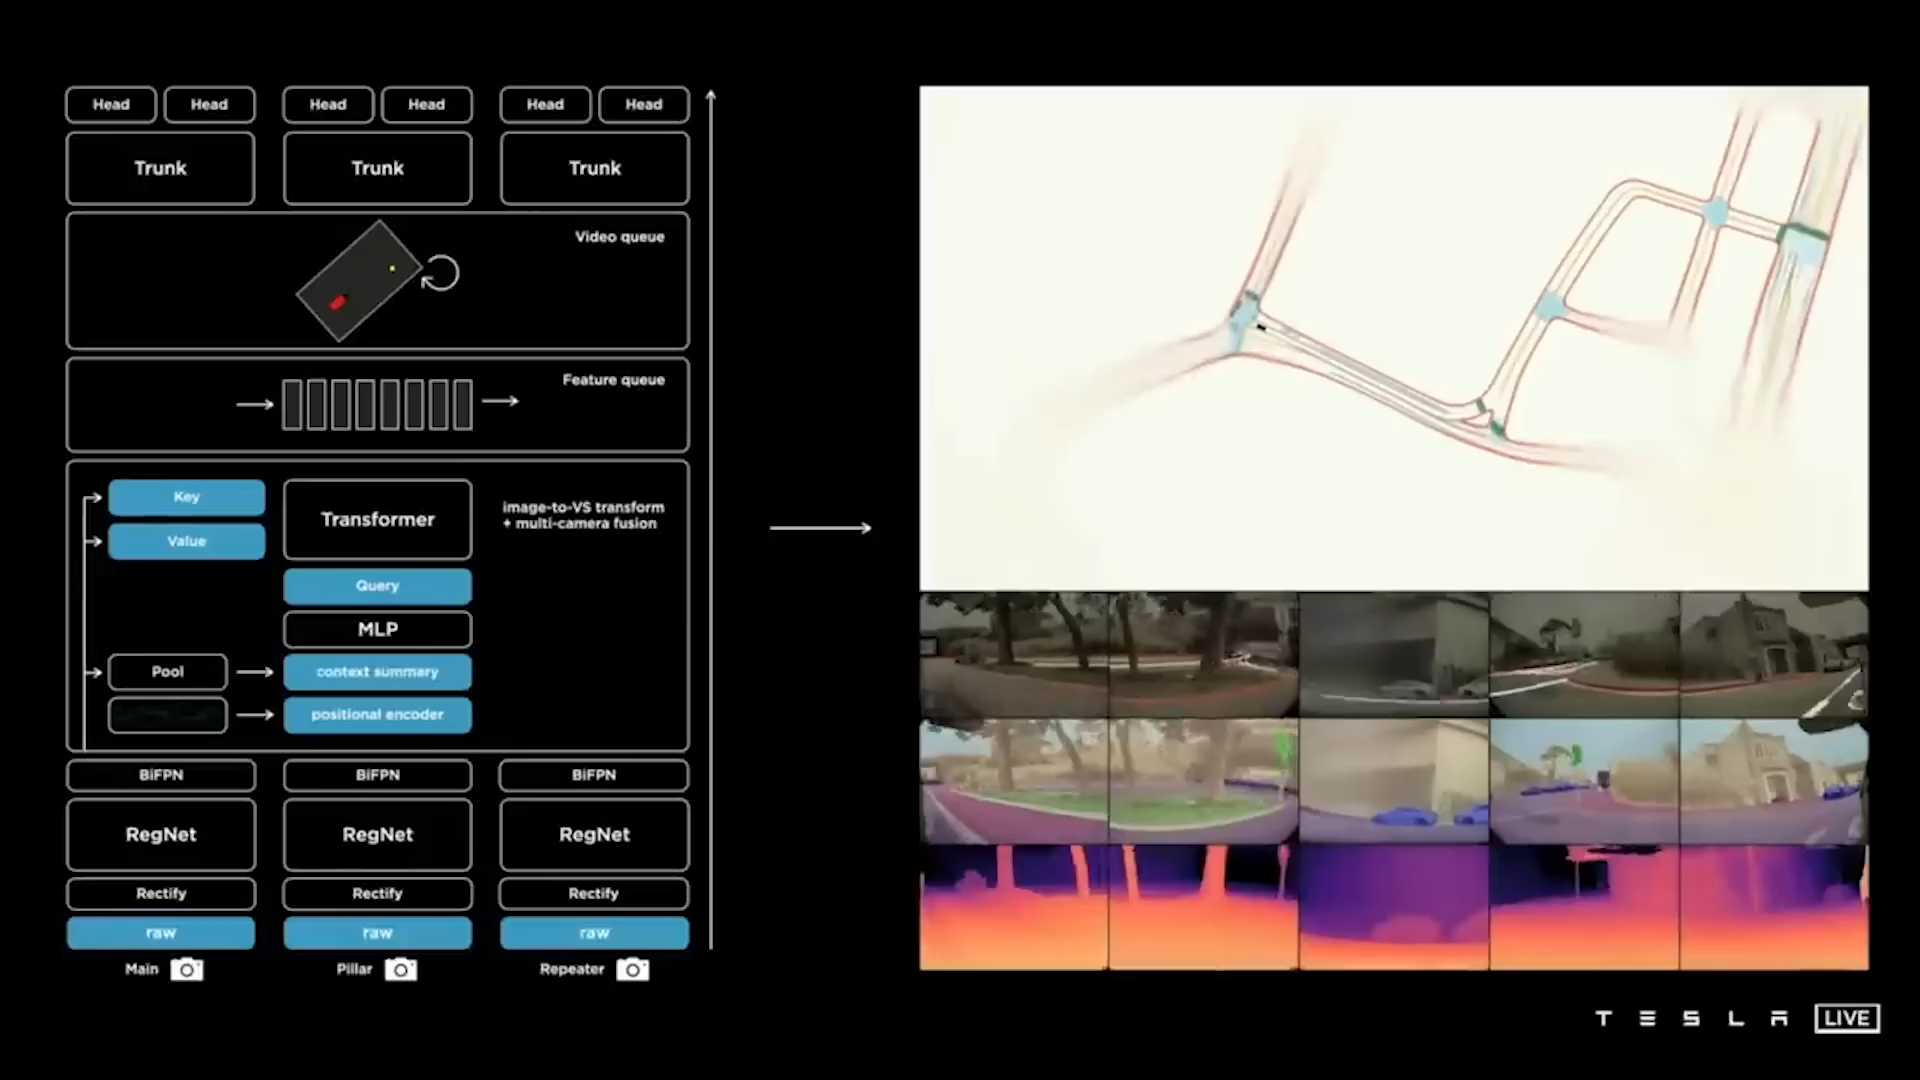 Head Head Head Head Head Head
Trunk Trunk Trunk
Video queue
Feature queue
Key
Value
Transformer
image-to-VS transform
+ multi-camera fusion
Query
MLP
Pool
context summary
positional encoder
BiFPN BiFPN BiFPN
RegNet RegNet RegNet
Rectify Rectify Rectify
raw raw raw
Main Pillar Repeater
TESLA LIVE